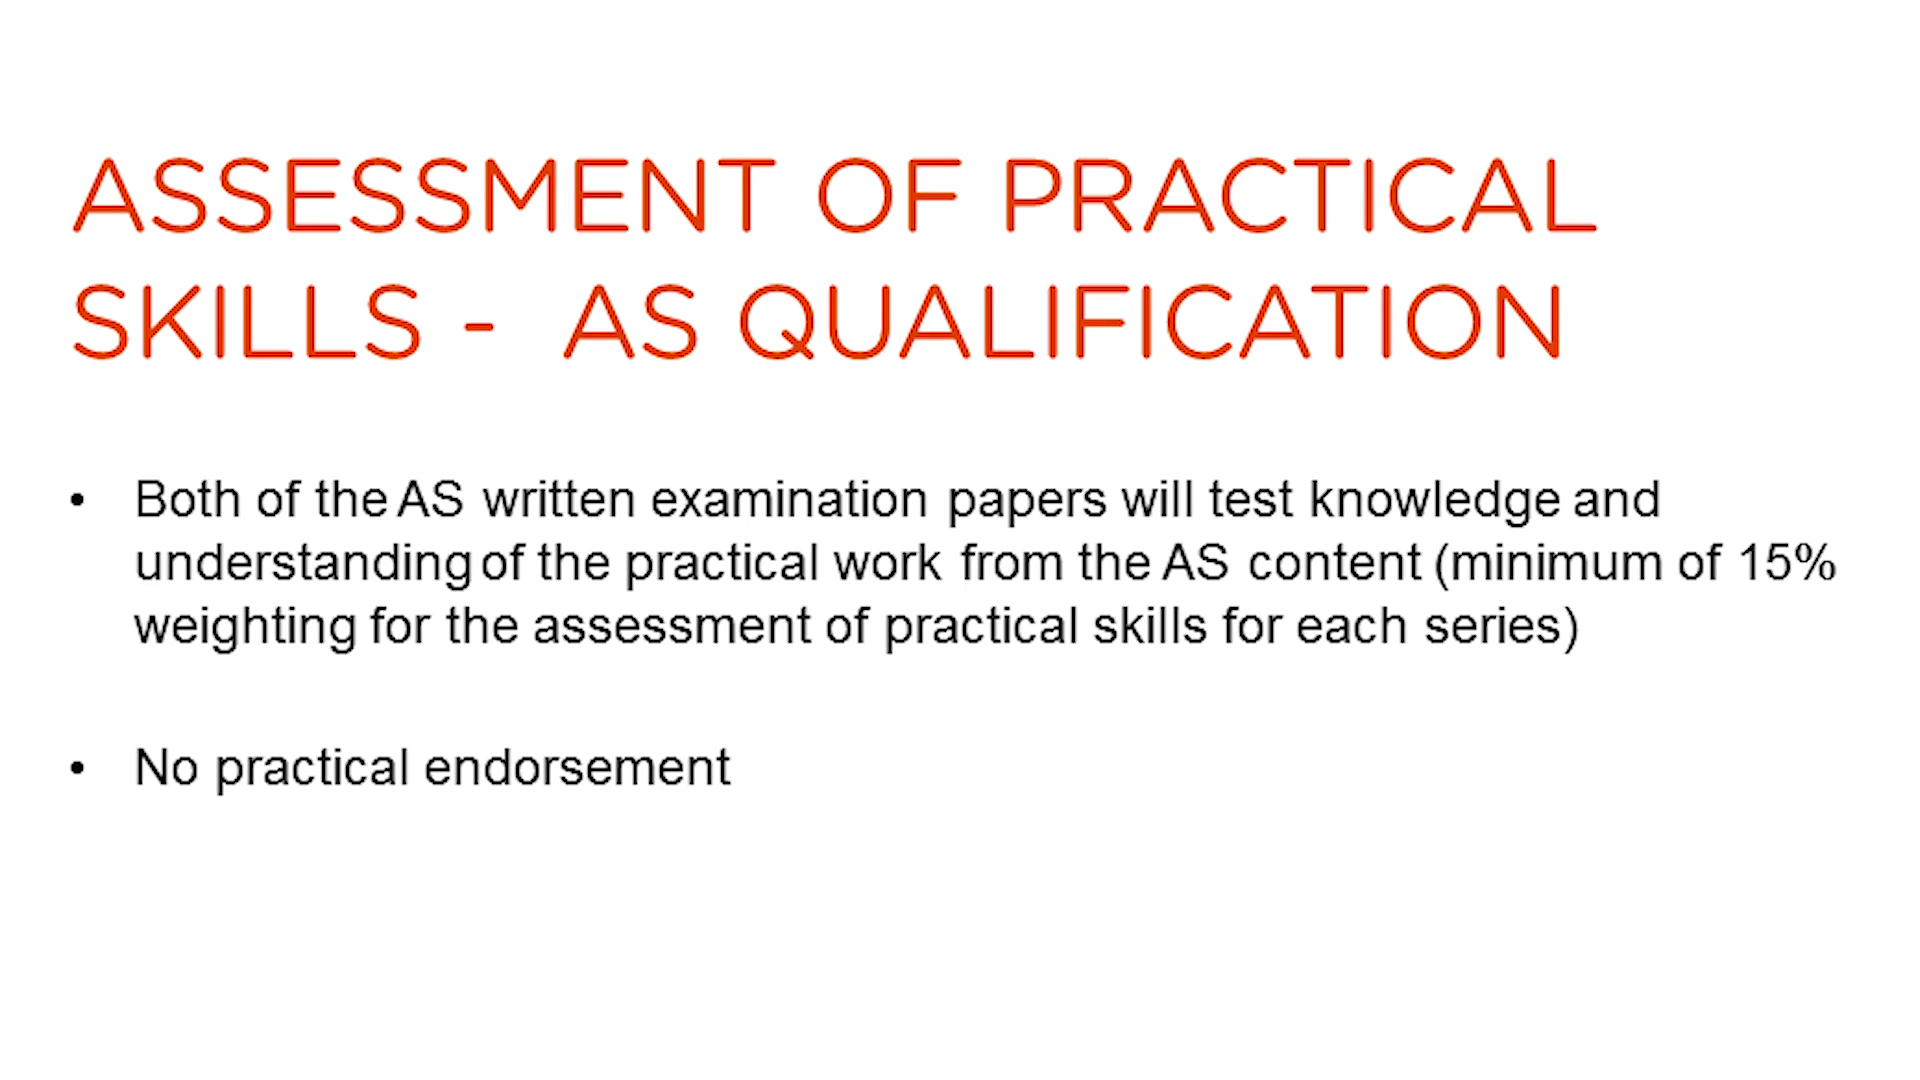 ASSESSMENT OF PRACTICAL
SKILLS - AS QUALIFICATION
• Both of the AS written examination papers will test knowledge and
understanding of the practical work from the AS content (minimum of 15%
weighting for the assessment of practical skills for each series)
• No practical endorsement